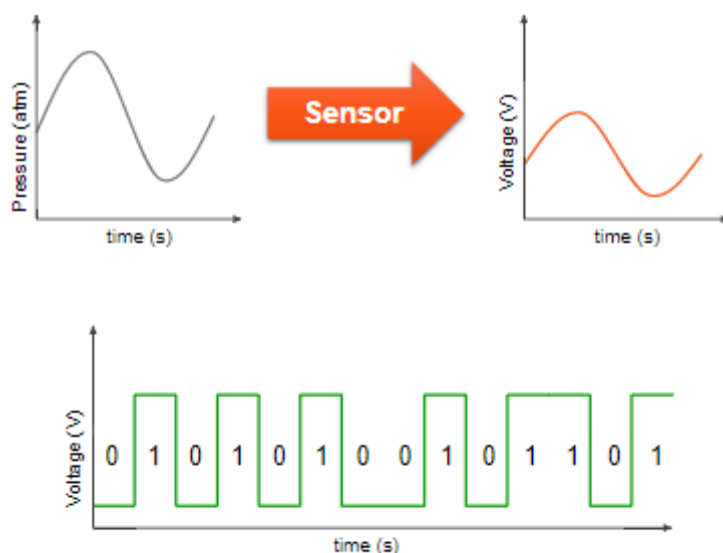 Pressure (atm)
time (s)
Sensor
Voltage (V)
time (s)
Voltage (V)
0 1 0 1 0 1 0 0 1 0 1 1 0 1
time (s)